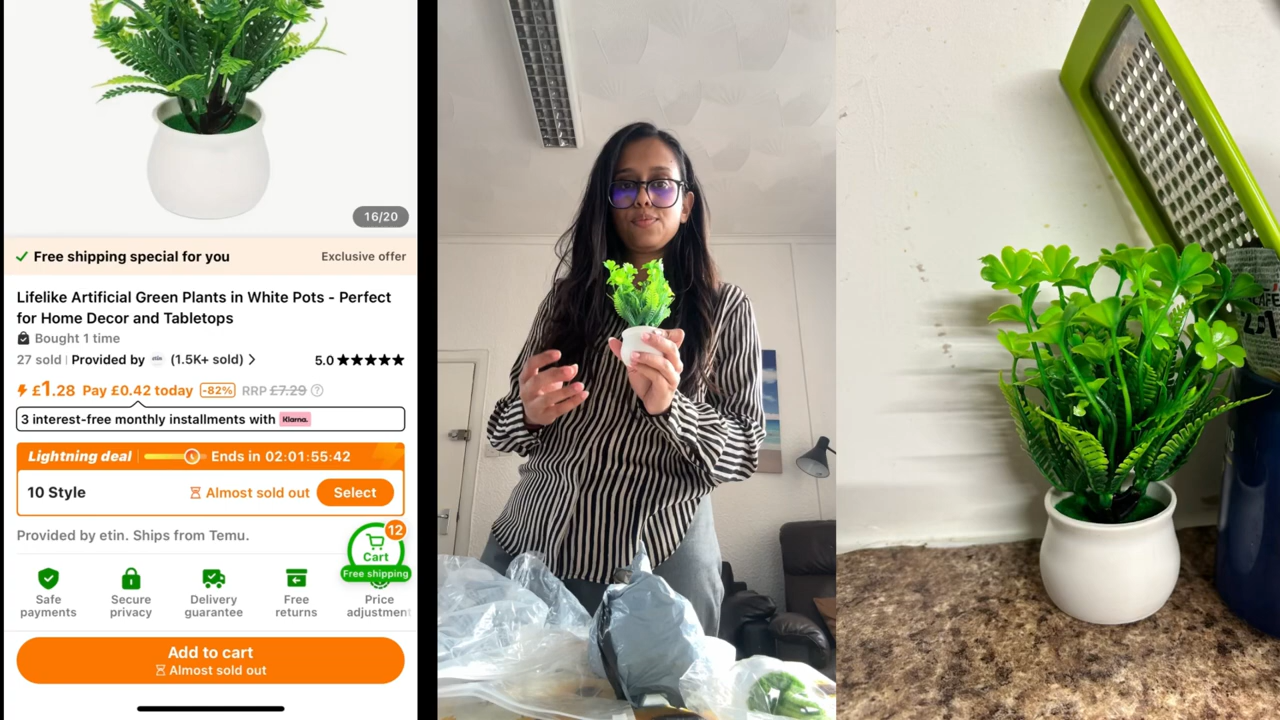 16/20
Free shipping special for you
Exclusive offer
Lifelike Artificial Green Plants in White Pots - Perfect
for Home Decor and Tabletops
Bought 1 time
27 sold | Provided by etin (1.5K+ sold) >
5.0 ★★★★★
£1.28 Pay £0.42 today -82% RRP £7.29 ?
3 interest-free monthly installments with Klarna.
Lightning deal | Ends in 02:01:55:42
10 Style
Almost sold out
Select
Provided by etin. Ships from Temu.
12
Cart
Free shipping
Safe
payments
Secure
privacy
Delivery
guarantee
Free
returns
Price
adjustment
Add to cart
Almost sold out